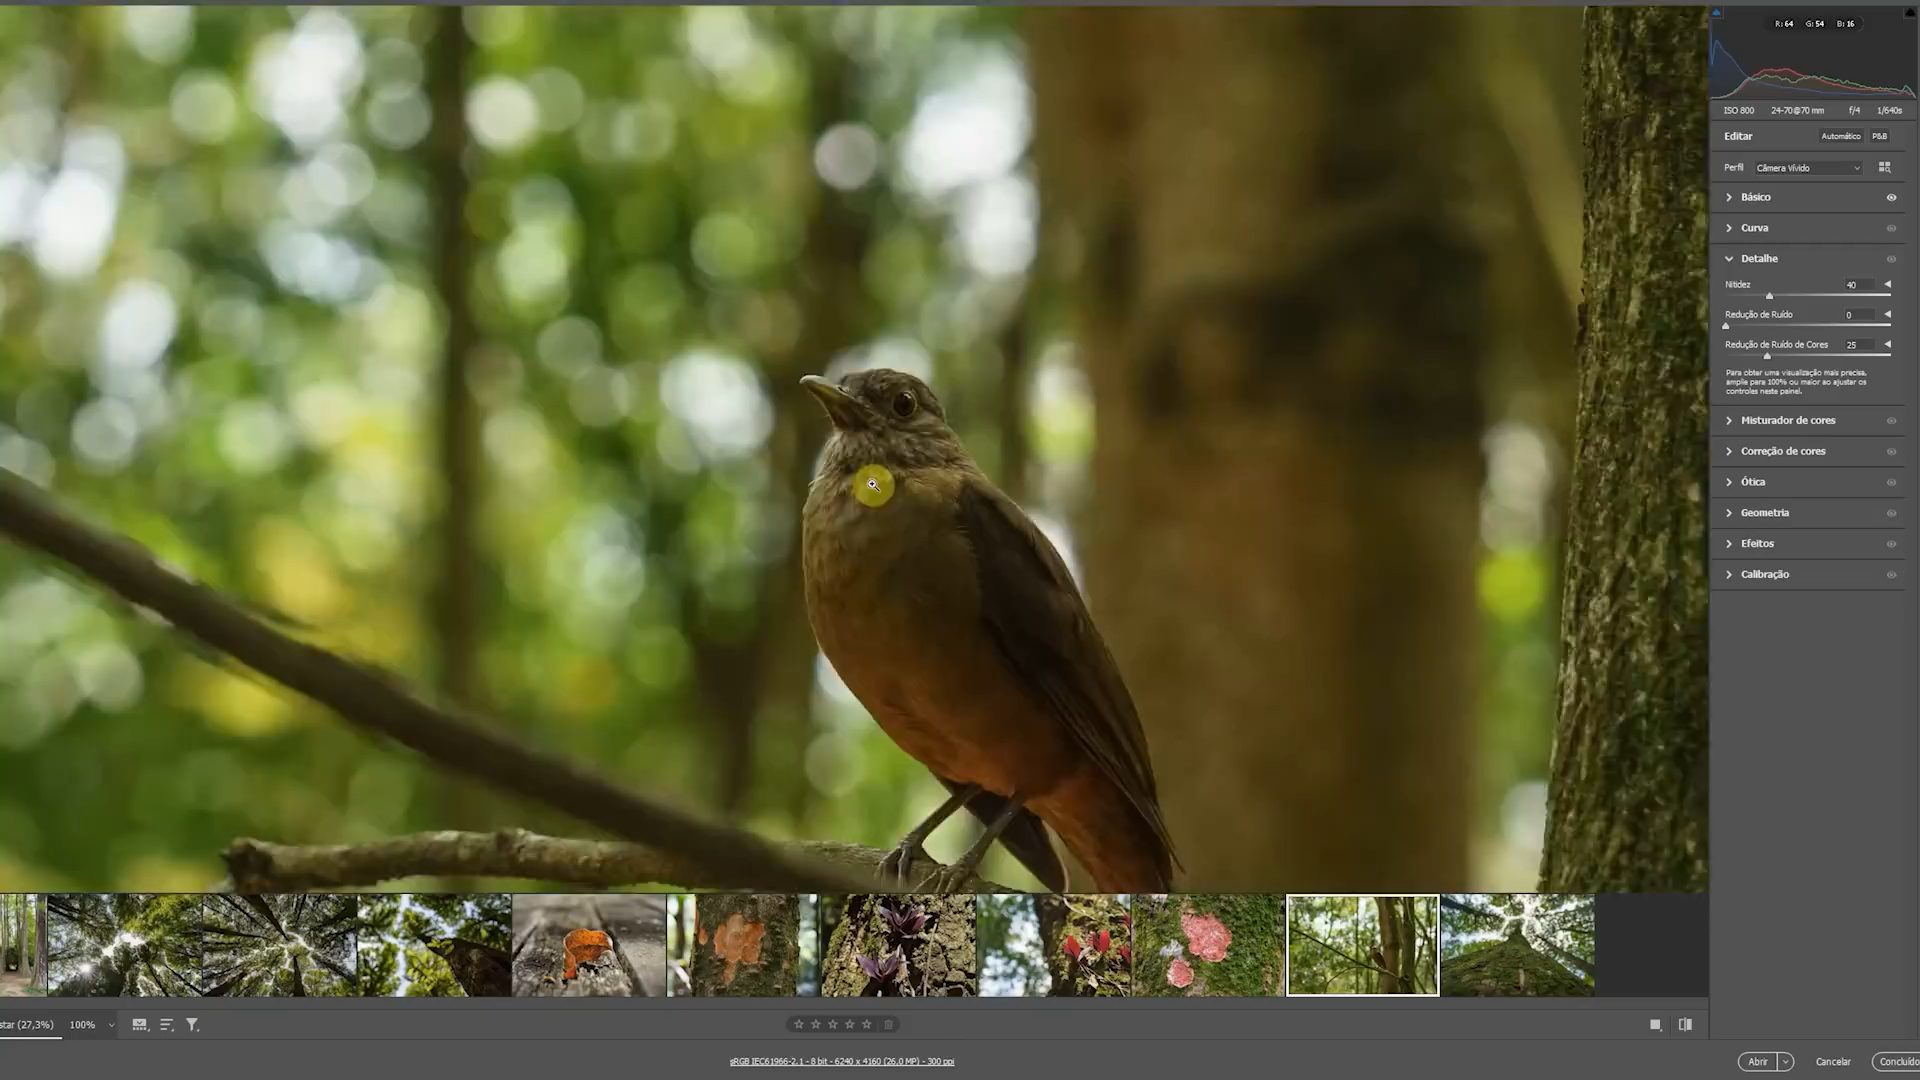 R: 64 G: 54 B: 16
ISO 800 24-70@70 mm f/4 1/640s
Editar Automático P&B
Perfil Câmera Vívido
Básico
Curva
Detalhe
Nitidez 40
Redução de Ruído 0
Redução de Ruído de Cores 25
Para obter uma visualização mais precisa,
amplie para 100% ou maior ao ajustar os
controles neste painel.
Misturador de cores
Correção de cores
Ótica
Geometria
Efeitos
Calibração
star (27,3%) 100%
sRGB IEC61966-2.1 - 8 bit - 6240 x 4160 (26.0 MP) - 300 ppi
Abrir Cancelar Concluído